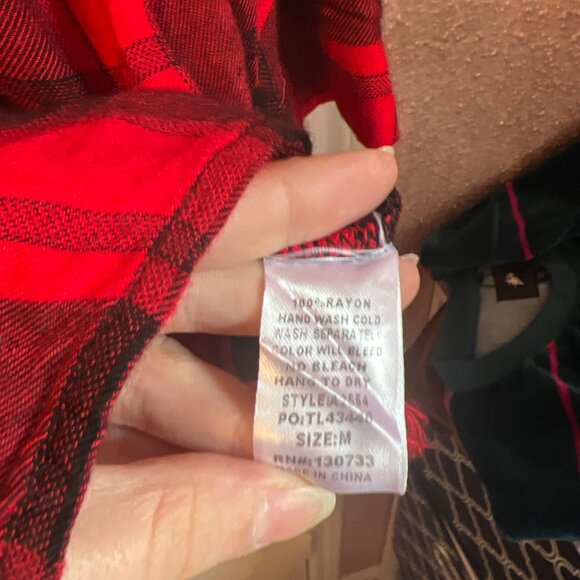 100%RAYON
HAND WASH COLD
WASH SEPARATELY
COLOR WILL BLEED
NO BLEACH
HANG TO DRY
STYLE:A2664
PO:TL43440
SIZE:M
RN#:130733
MADE IN CHINA